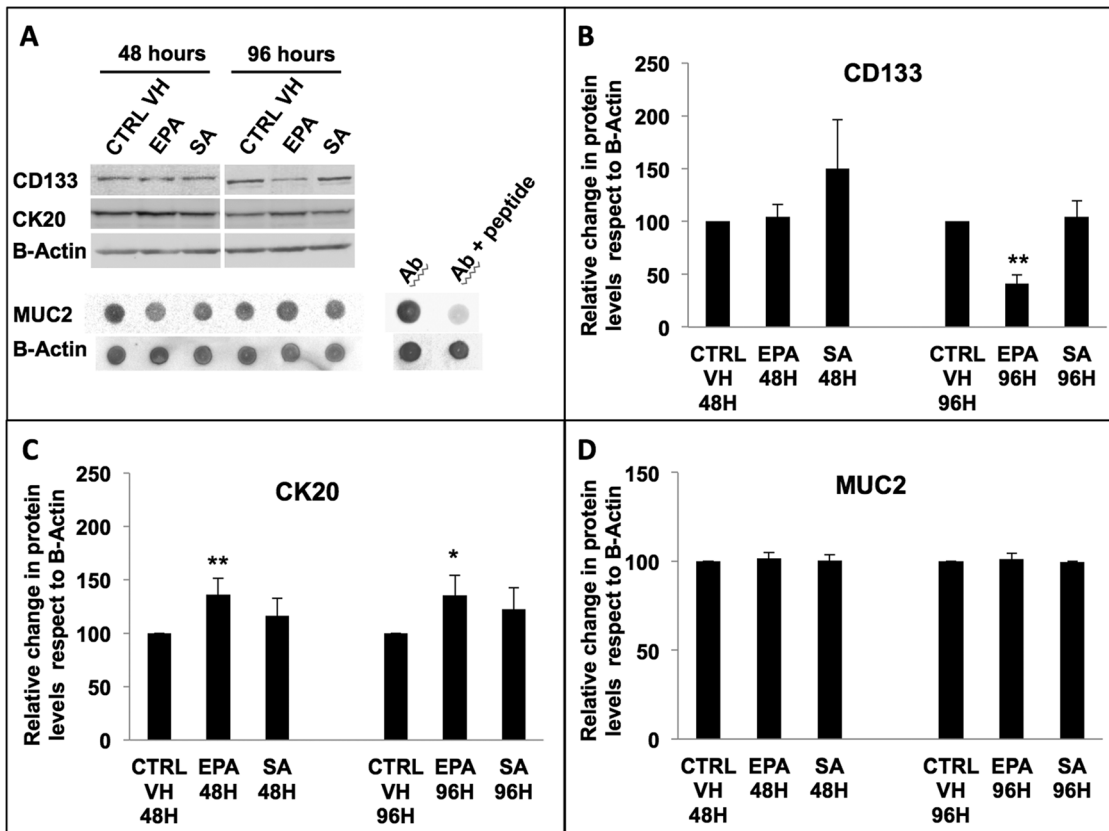 A
48 hours
96 hours
CTRL VH
EPA
SA
CTRL VH
EPA
SA
CD133
CK20
B-Actin
Ab
Ab + peptide
MUC2
B-Actin
B
CD133
Relative change in protein
levels respect to B-Actin
250
200
150
100
50
0
**
CTRL
VH
48H
EPA
48H
SA
48H
CTRL
VH
96H
EPA
96H
SA
96H
C
CK20
Relative change in protein
levels respect to B-Actin
250
200
150
100
50
0
**
*
CTRL
VH
48H
EPA
48H
SA
48H
CTRL
VH
96H
EPA
96H
SA
96H
D
MUC2
Relative change in protein
levels respect to B-Actin
150
100
50
0
CTRL
VH
48H
EPA
48H
SA
48H
CTRL
VH
96H
EPA
96H
SA
96H